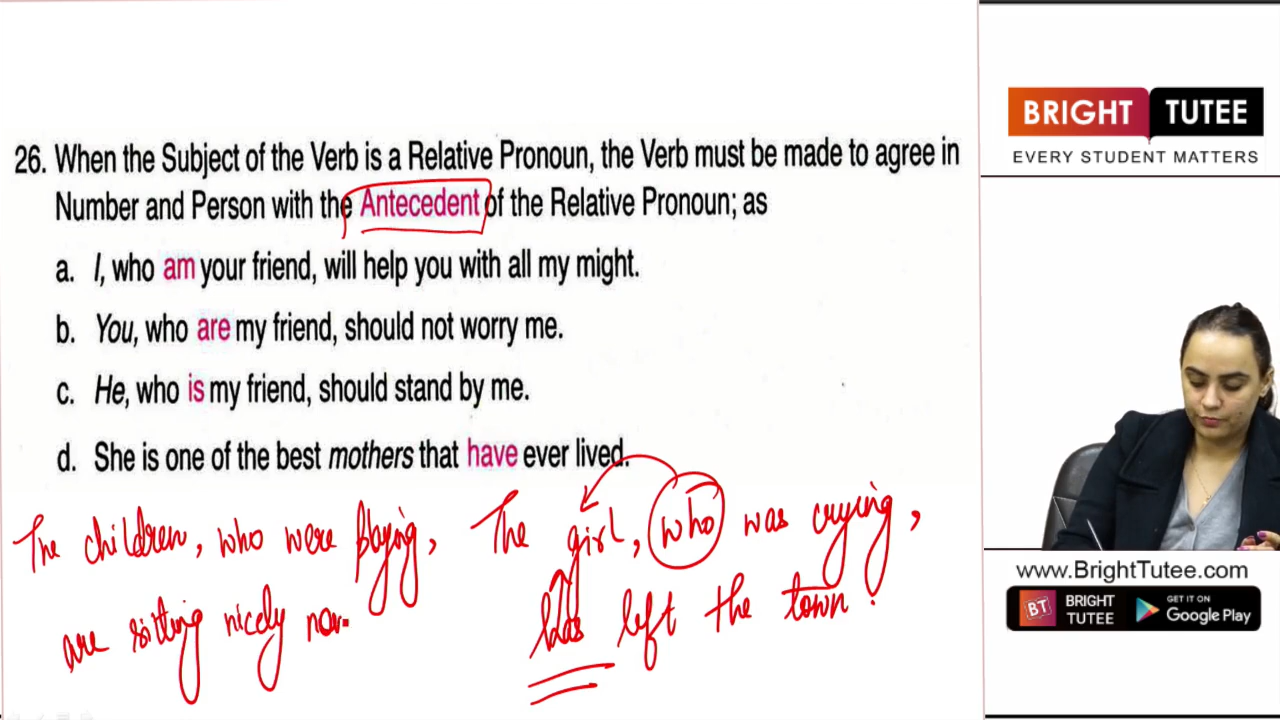 26. When the Subject of the Verb is a Relative Pronoun, the Verb must be made to agree in
Number and Person with the Antecedent of the Relative Pronoun; as
a. I, who am your friend, will help you with all my might.
b. You, who are my friend, should not worry me.
c. He, who is my friend, should stand by me.
d. She is one of the best mothers that have ever lived.
The children, who were playing,
are sitting nicely now.
The girl, who was crying,
has left the town.
BRIGHT TUTEE
EVERY STUDENT MATTERS
www.BrightTutee.com
BT BRIGHT TUTEE
GET IT ON
Google Play